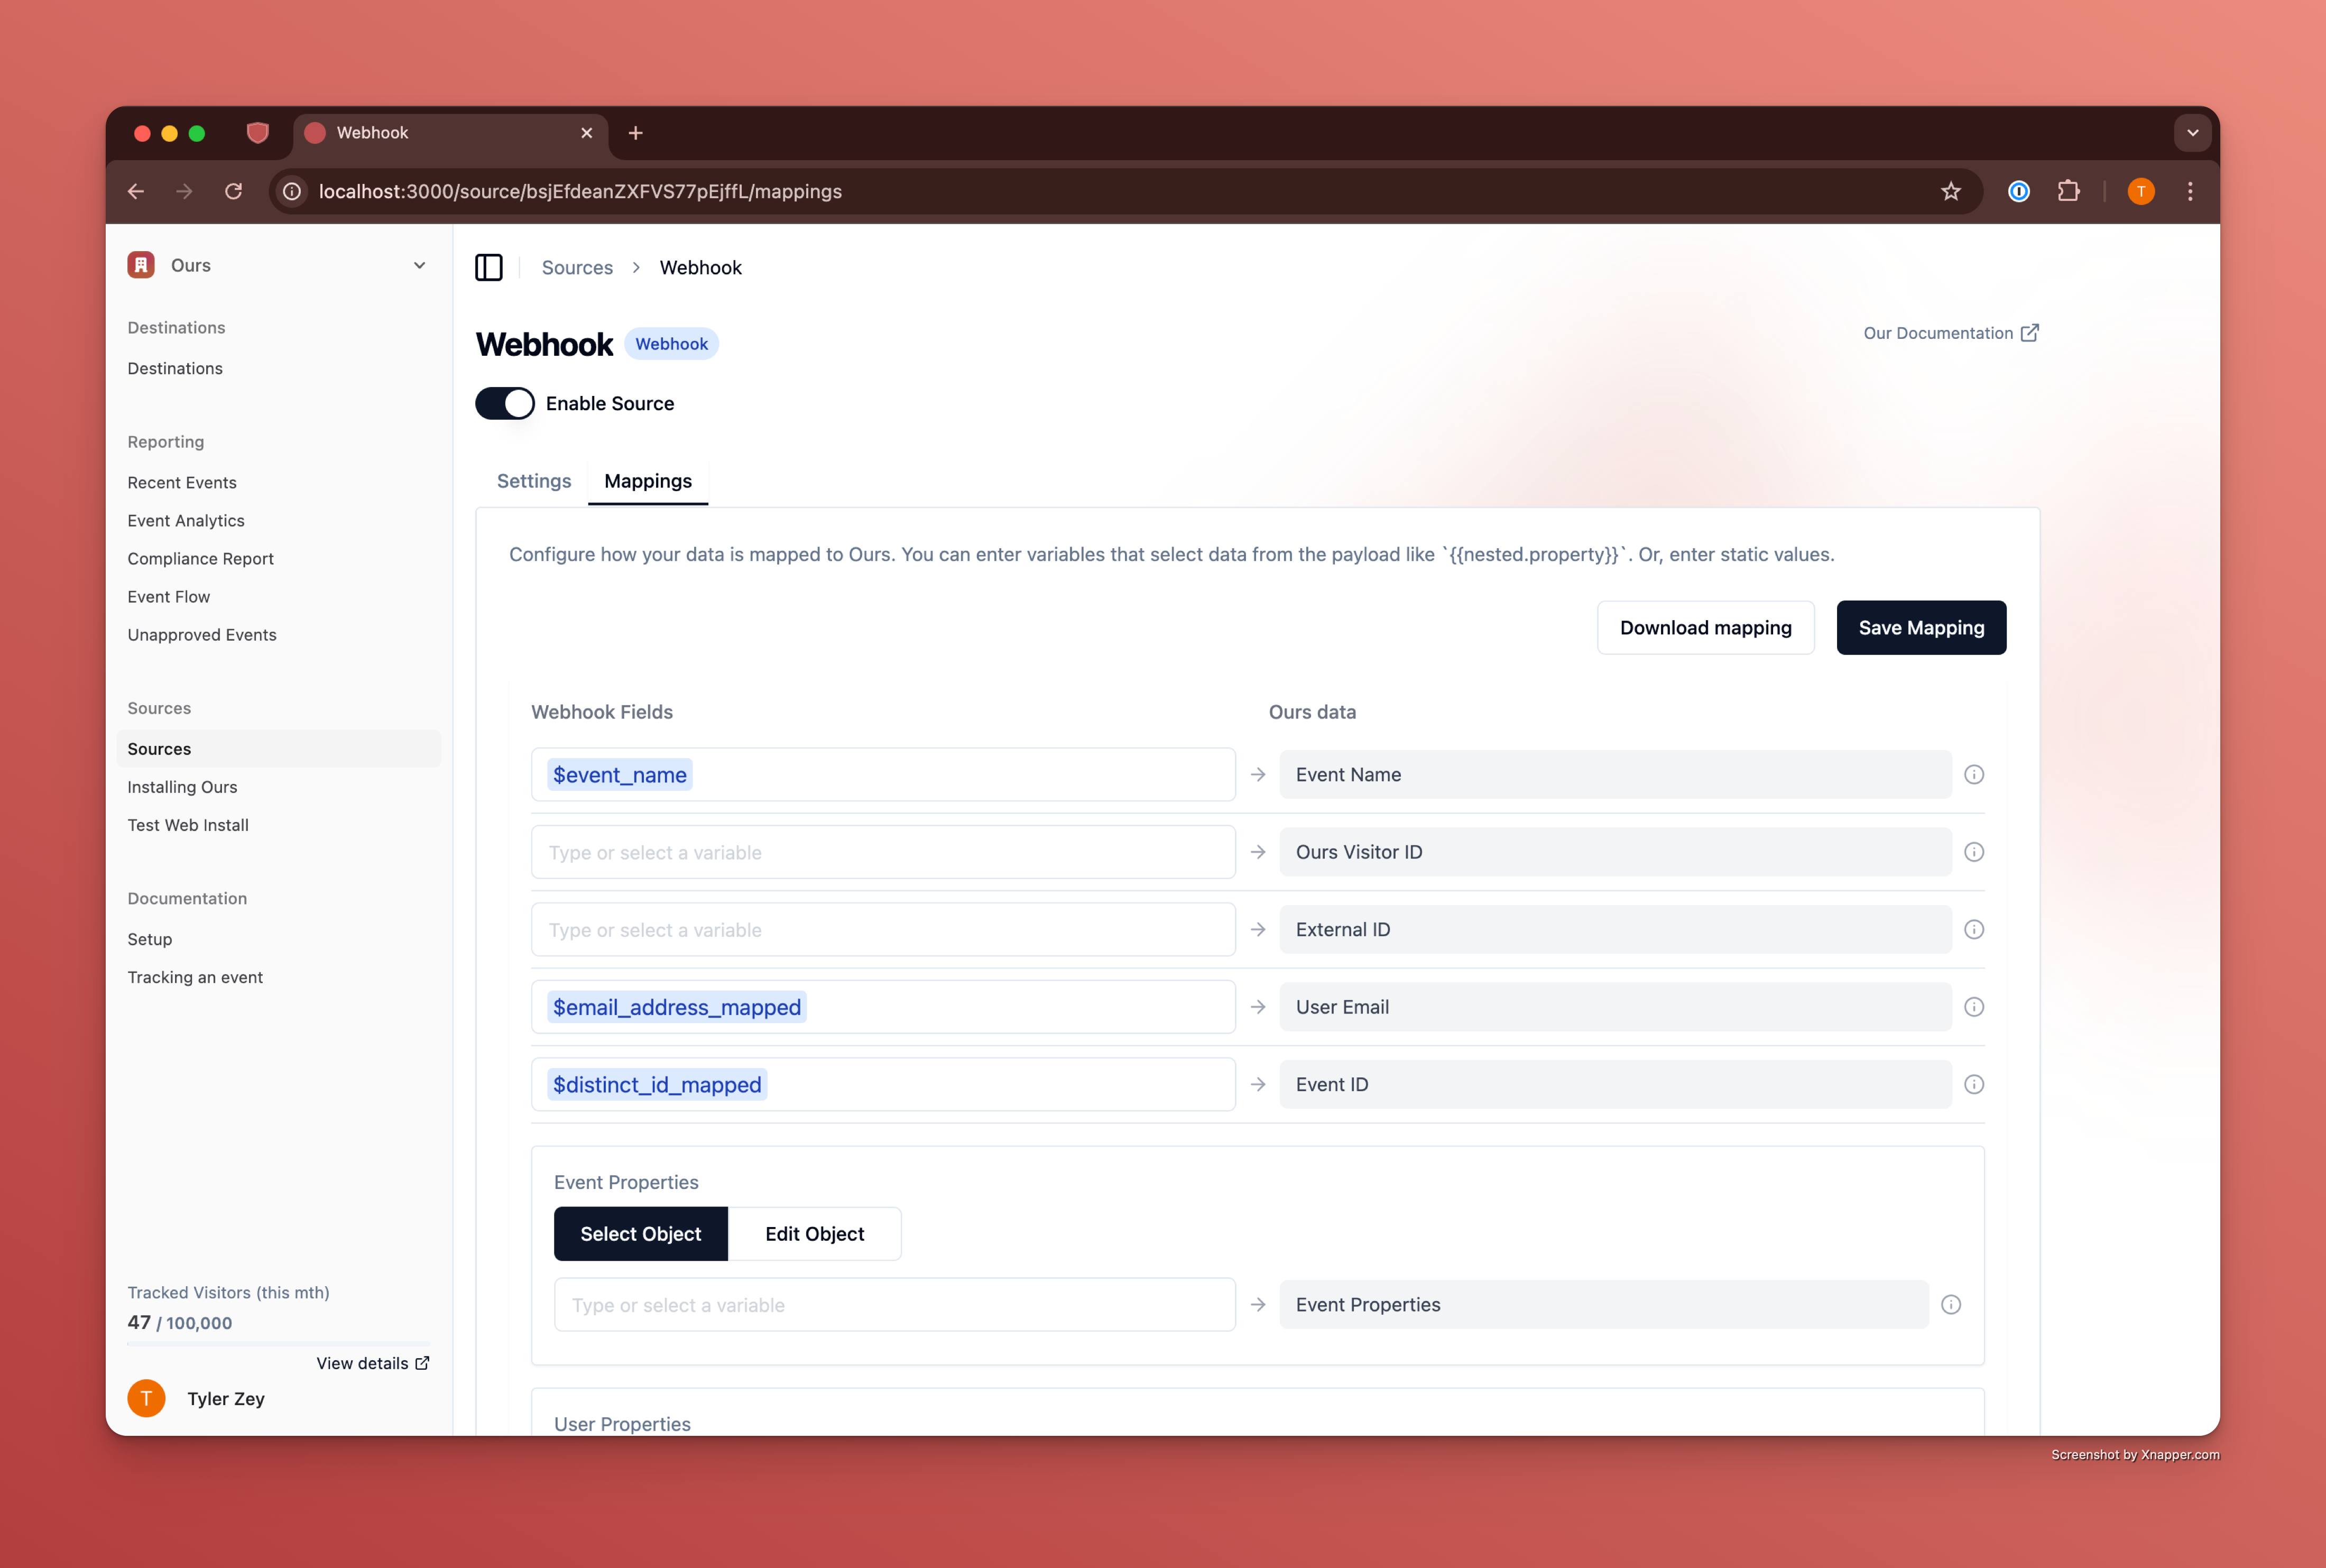 Webhook
localhost:3000/source/bsjEfdeanZXFVS77pEjffL/mappings
T
Ours
Destinations
Destinations
Reporting
Recent Events
Event Analytics
Compliance Report
Event Flow
Unapproved Events
Sources
Sources
Installing Ours
Test Web Install
Documentation
Setup
Tracking an event
Tracked Visitors (this mth)
47 / 100,000
View details
T Tyler Zey
Sources > Webhook
Webhook Webhook
Our Documentation
Enable Source
Settings Mappings
Configure how your data is mapped to Ours. You can enter variables that select data from the payload like `{{nested.property}}`. Or, enter static values.
Download mapping Save Mapping
Webhook Fields Ours data
$event_name → Event Name
Type or select a variable → Ours Visitor ID
Type or select a variable → External ID
$email_address_mapped → User Email
$distinct_id_mapped → Event ID
Event Properties
Select Object Edit Object
Type or select a variable → Event Properties
User Properties
Screenshot by Xnapper.com